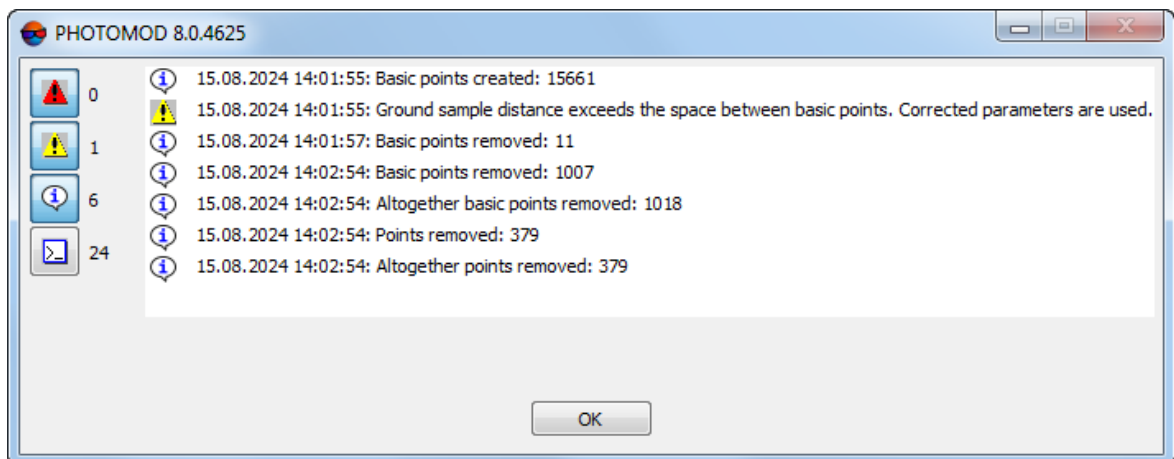 PHOTOMOD 8.0.4625
0
15.08.2024 14:01:55: Basic points created: 15661
15.08.2024 14:01:55: Ground sample distance exceeds the space between basic points. Corrected parameters are used.
1
15.08.2024 14:01:57: Basic points removed: 11
15.08.2024 14:02:54: Basic points removed: 1007
6
15.08.2024 14:02:54: Altogether basic points removed: 1018
15.08.2024 14:02:54: Points removed: 379
24
15.08.2024 14:02:54: Altogether points removed: 379
OK